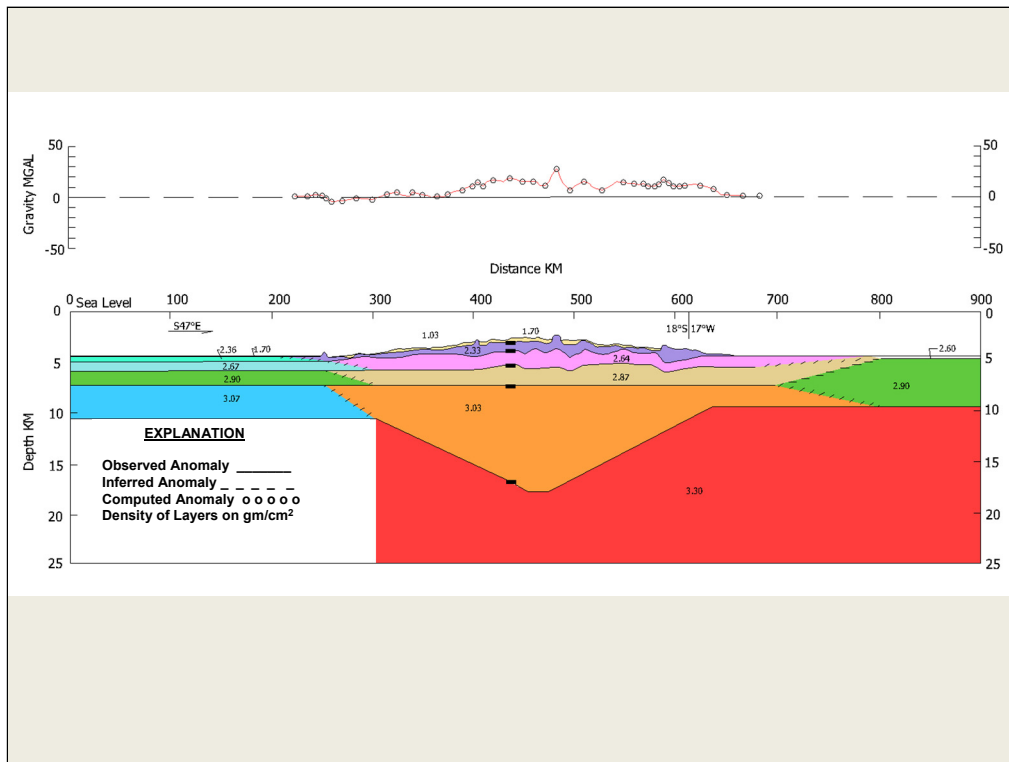 50 50
Gravity MGAL
0 0
-50 -50
Distance KM
0 100 200 300 400 500 600 700 800 900
Sea Level
0 0
S47°E
18°S 17°W
1.03 1.70
2.36 1.70 2.33 2.64 2.60
5 5
2.67
2.90 2.87 2.90
3.07 3.03
10 10
Depth KM
EXPLANATION
15 15
Observed Anomaly ________
Inferred Anomaly _ _ _ _ _
Computed Anomaly o o o o o
Density of Layers on gm/cm²
3.30
20 20
25 25